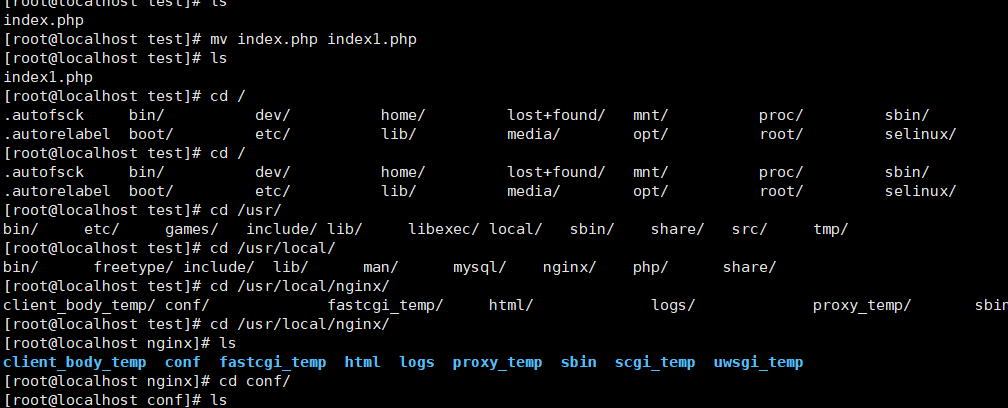 [root@localhost test]# ls
index.php
[root@localhost test]# mv index.php index1.php
[root@localhost test]# ls
index1.php
[root@localhost test]# cd /
.autofsck bin/ dev/ home/ lost+found/ mnt/ proc/ sbin/
.autorelabel boot/ etc/ lib/ media/ opt/ root/ selinux/
[root@localhost test]# cd /
.autofsck bin/ dev/ home/ lost+found/ mnt/ proc/ sbin/
.autorelabel boot/ etc/ lib/ media/ opt/ root/ selinux/
[root@localhost test]# cd /usr/
bin/ etc/ games/ include/ lib/ libexec/ local/ sbin/ share/ src/ tmp/
[root@localhost test]# cd /usr/local/
bin/ freetype/ include/ lib/ man/ mysql/ nginx/ php/ share/
[root@localhost test]# cd /usr/local/nginx/
client_body_temp/ conf/ fastcgi_temp/ html/ logs/ proxy_temp/ sbin
[root@localhost test]# cd /usr/local/nginx/
[root@localhost nginx]# ls
client_body_temp conf fastcgi_temp html logs proxy_temp sbin scgi_temp uwsgi_temp
[root@localhost nginx]# cd conf/
[root@localhost conf]# ls